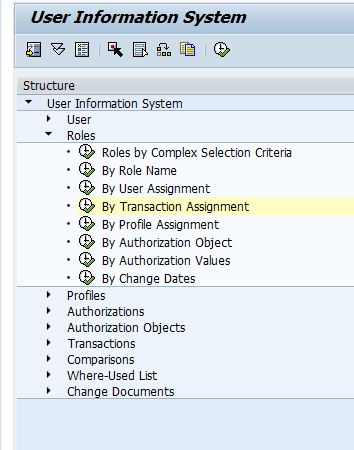 User Information System
Structure
User Information System
User
Roles
Roles by Complex Selection Criteria
By Role Name
By User Assignment
By Transaction Assignment
By Profile Assignment
By Authorization Object
By Authorization Values
By Change Dates
Profiles
Authorizations
Authorization Objects
Transactions
Comparisons
Where-Used List
Change Documents